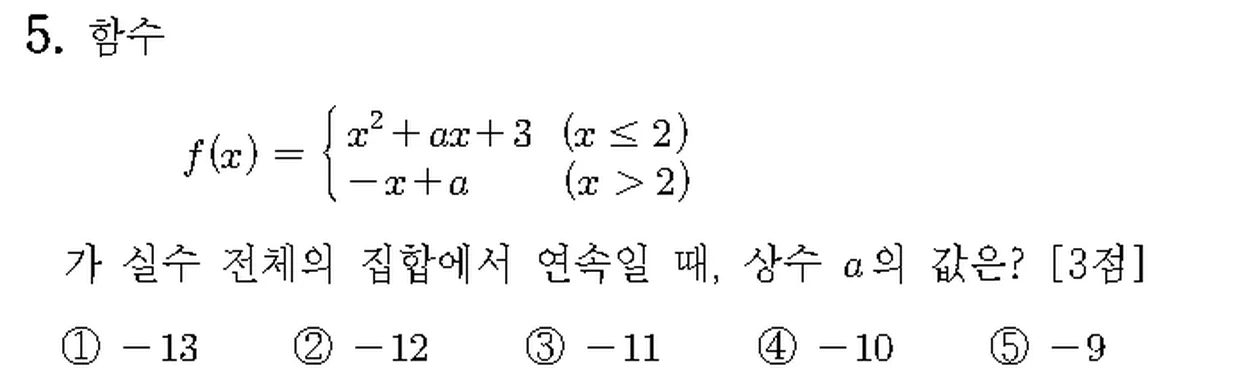 5. 함수
f(x) = { x² + ax + 3 (x ≤ 2)
−x + a (x > 2)
가 실수 전체의 집합에서 연속일 때, 상수 a의 값은? [3점]
① −13 ② −12 ③ −11 ④ −10 ⑤ −9